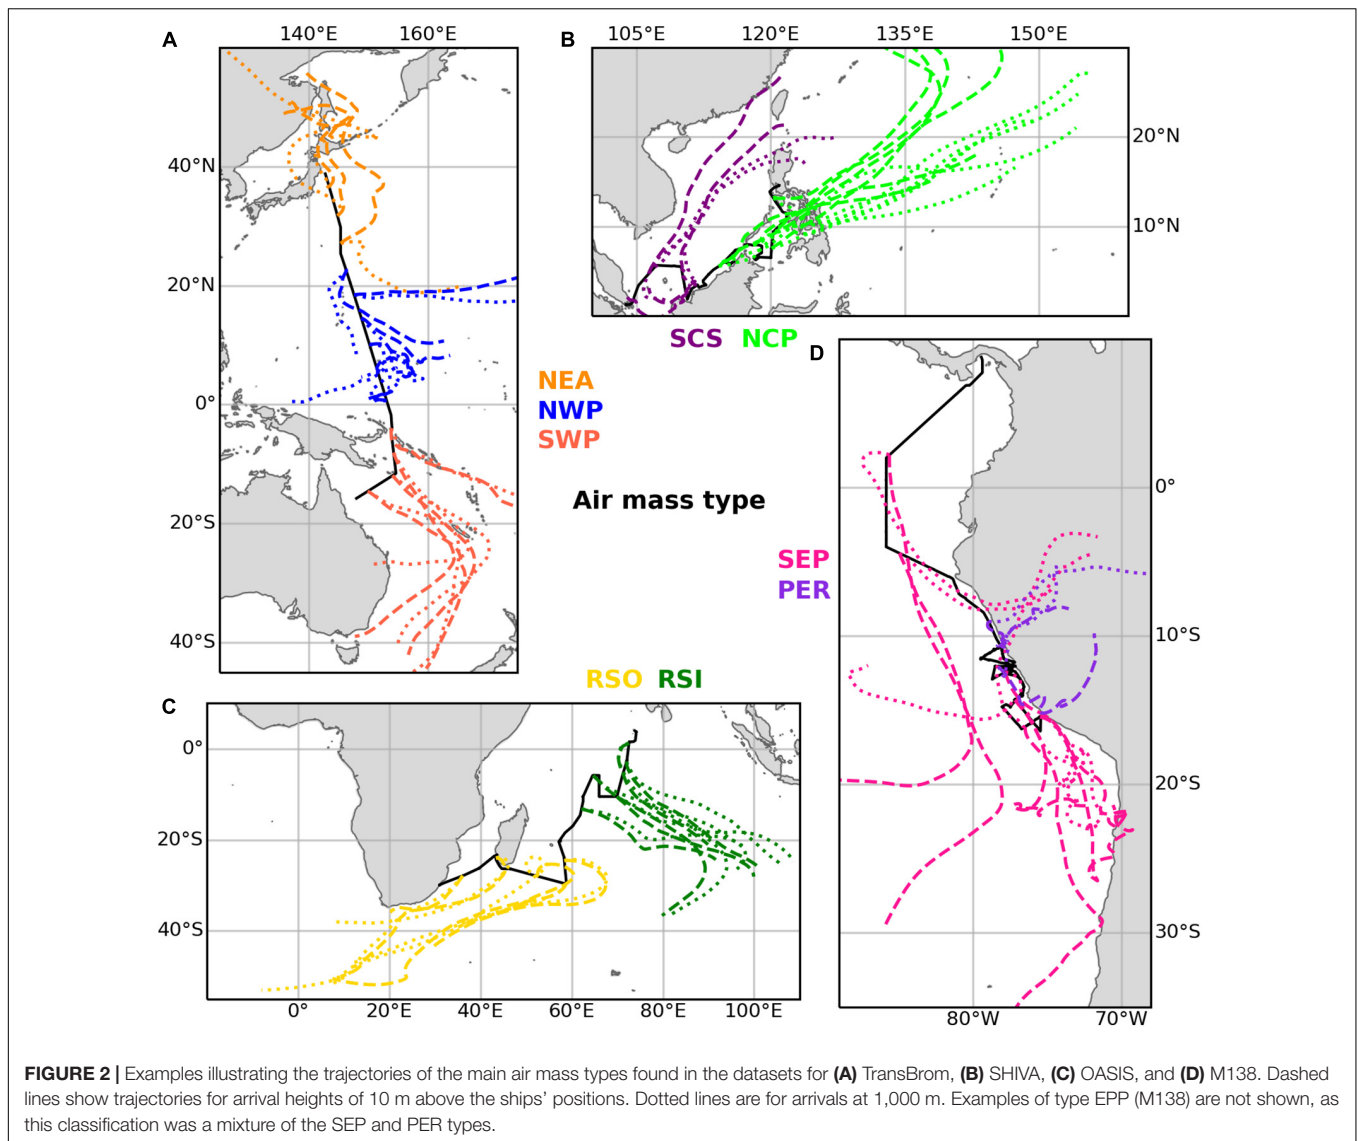 A
140°E 160°E
40°N
20°N
0°
20°S
40°S
B
105°E 120°E 135°E 150°E
20°N
10°N
SCS NCP
NEA
NWP
SWP
Air mass type
D
SEP
PER
0°
10°S
20°S
30°S
80°W 70°W
RSO RSI
C
0°
20°S
40°S
0° 20°E 40°E 60°E 80°E 100°E
FIGURE 2 | Examples illustrating the trajectories of the main air mass types found in the datasets for (A) TransBrom, (B) SHIVA, (C) OASIS, and (D) M138. Dashed
lines show trajectories for arrival heights of 10 m above the ships' positions. Dotted lines are for arrivals at 1,000 m. Examples of type EPP (M138) are not shown, as
this classification was a mixture of the SEP and PER types.